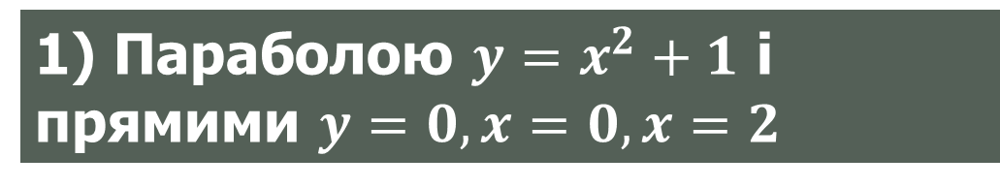 1) Параболою 𝒚 = 𝒙² + 𝟏 і
прямими 𝒚 = 𝟎, 𝒙 = 𝟎, 𝒙 = 𝟐